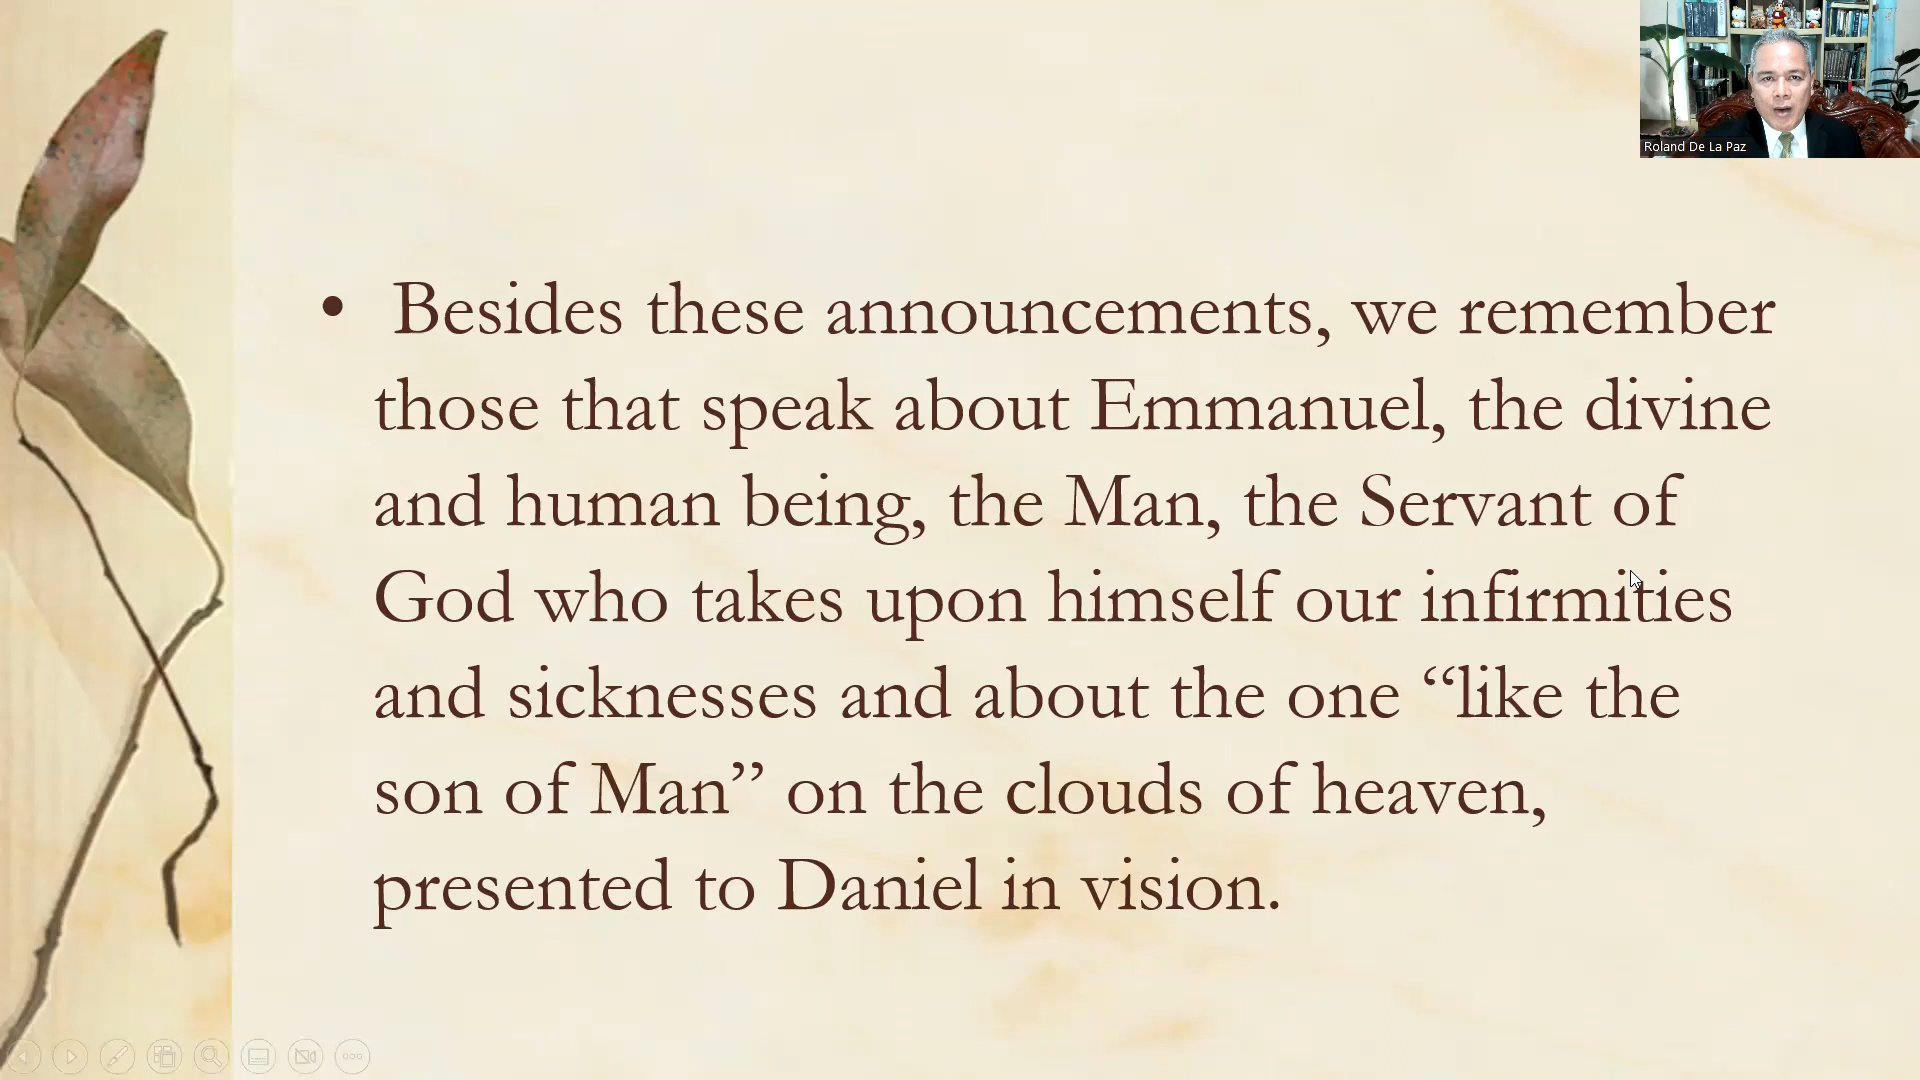 Roland De La Paz
• Besides these announcements, we remember
those that speak about Emmanuel, the divine
and human being, the Man, the Servant of
God who takes upon himself our infirmities
and sicknesses and about the one “like the
son of Man” on the clouds of heaven,
presented to Daniel in vision.